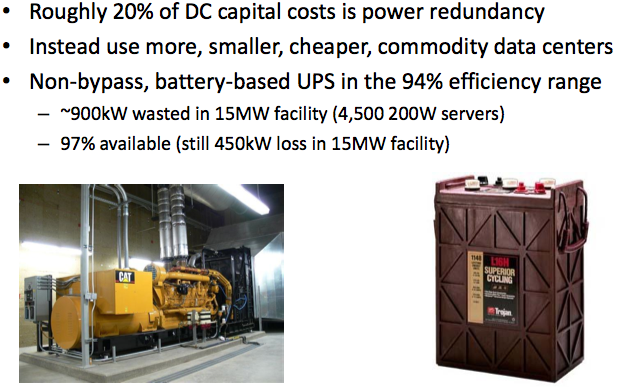 • Roughly 20% of DC capital costs is power redundancy
• Instead use more, smaller, cheaper, commodity data centers
• Non-bypass, battery-based UPS in the 94% efficiency range
– ~900kW wasted in 15MW facility (4,500 200W servers)
– 97% available (still 450kW loss in 15MW facility)
CAT
L16H
SUPERIOR
CYCLING
Trojan